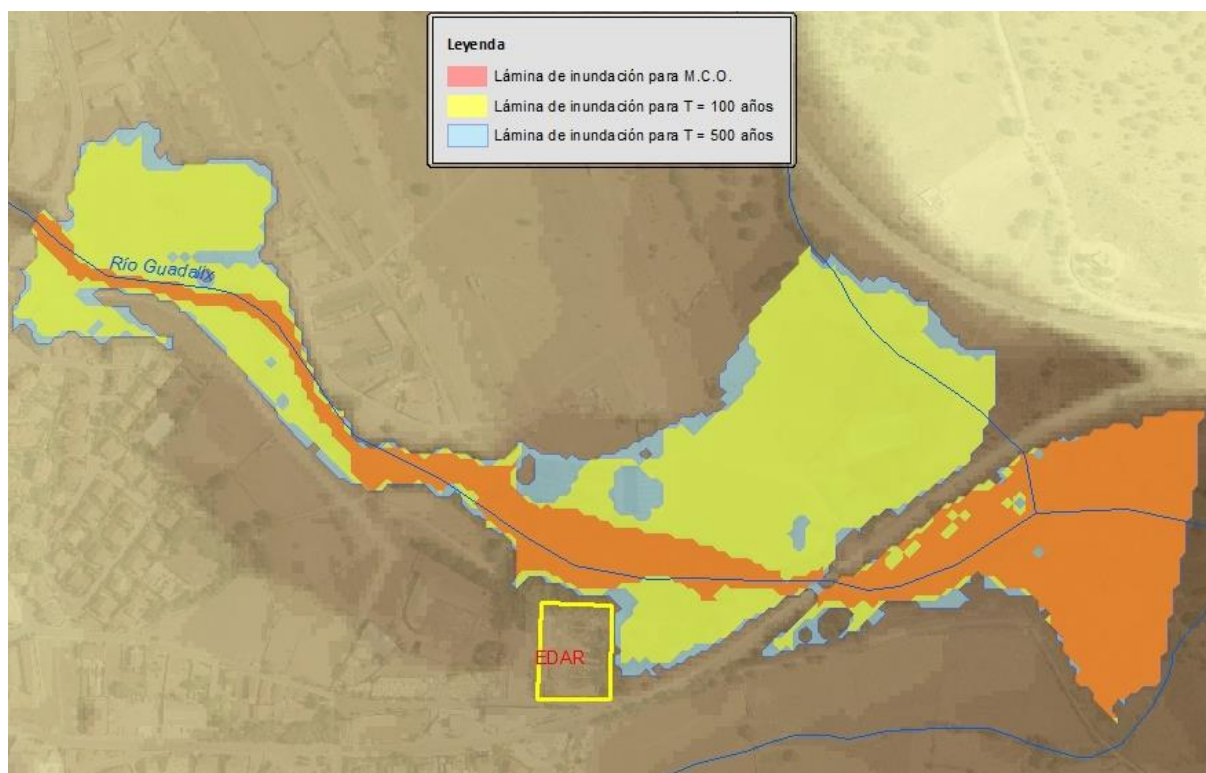 Leyenda
Lámina de inundación para M.C.O.
Lámina de inundación para T = 100 años
Lámina de inundación para T = 500 años
Río Guadalix
EDAR